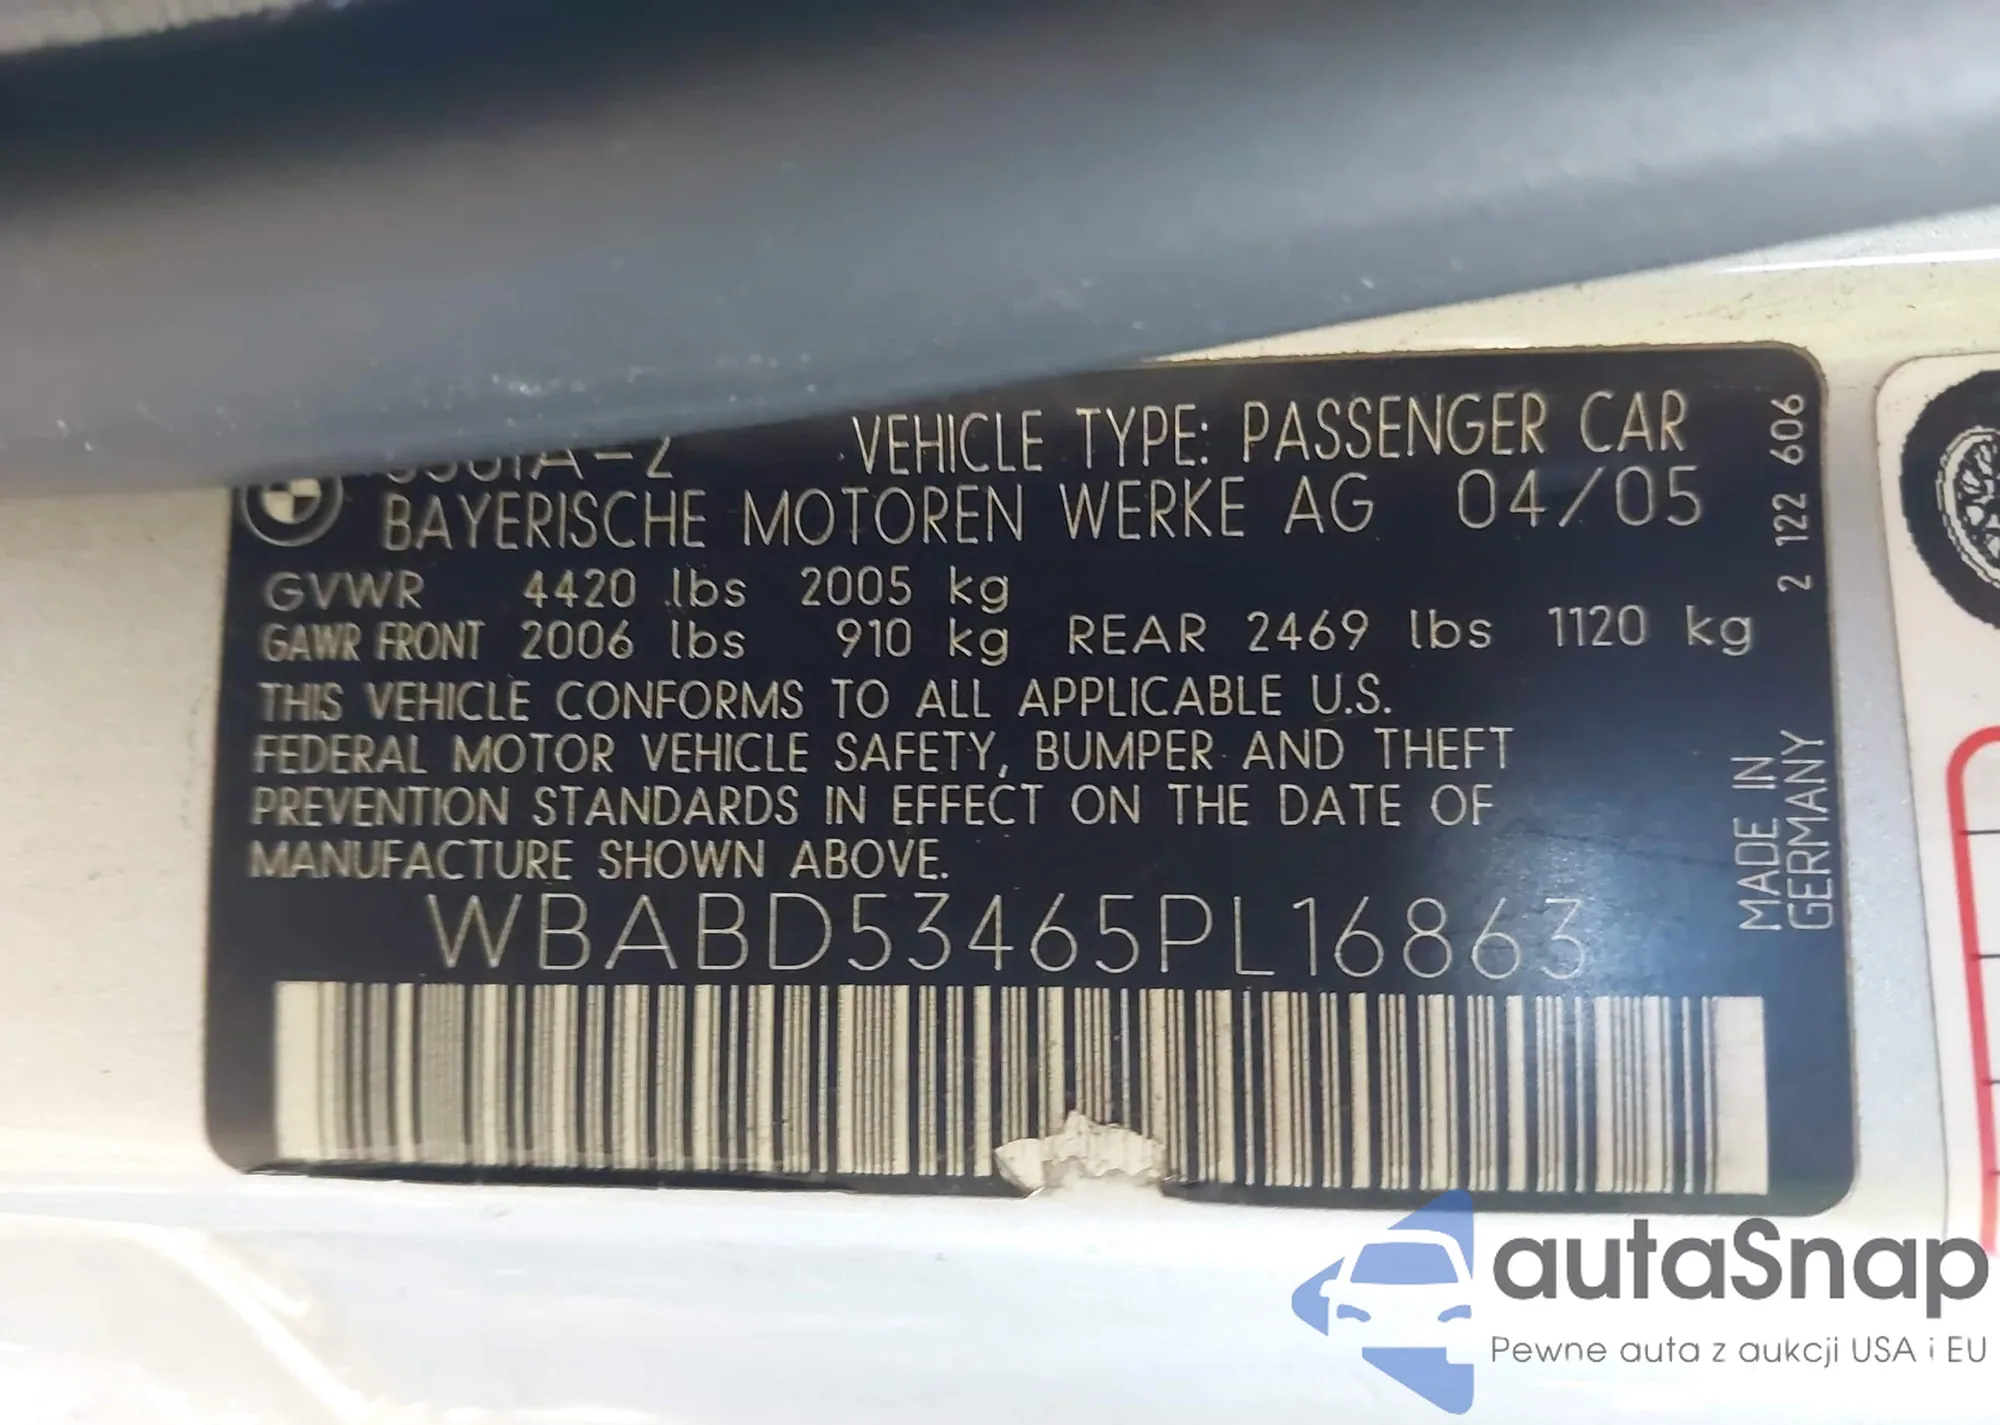 VEHICLE TYPE: PASSENGER CAR
BAYERISCHE MOTOREN WERKE AG 04/05
GVWR 4420 lbs 2005 kg
GAWR FRONT 2006 lbs 910 kg REAR 2469 lbs 1120 kg
THIS VEHICLE CONFORMS TO ALL APPLICABLE U.S.
FEDERAL MOTOR VEHICLE SAFETY, BUMPER AND THEFT
PREVENTION STANDARDS IN EFFECT ON THE DATE OF
MANUFACTURE SHOWN ABOVE.
WBABD53465PL16863
2 122 606
MADE IN
GERMANY
autaSnap
Pewne auta z aukcji USA i EU